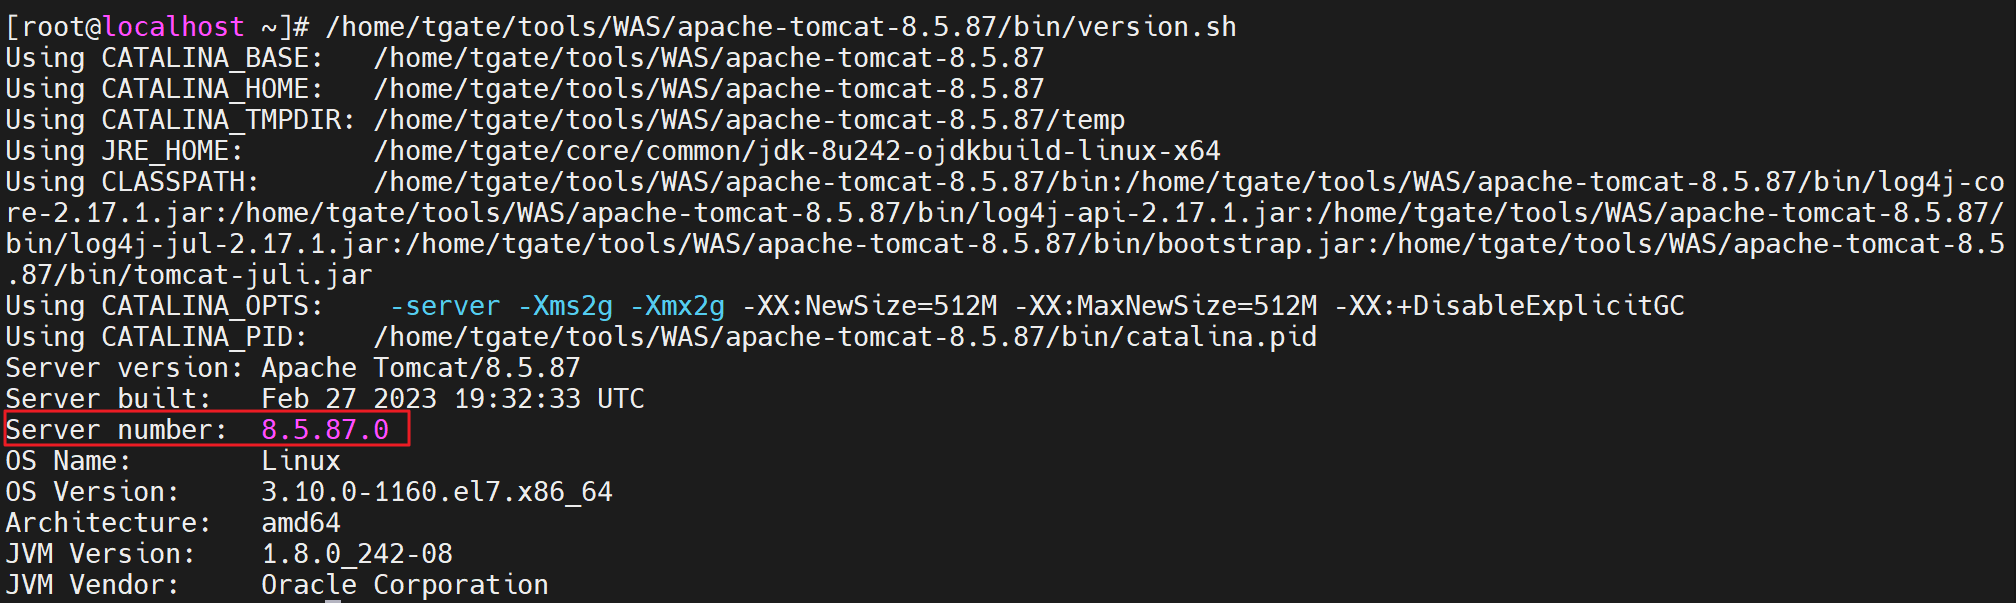 [root@localhost ~]# /home/tgate/tools/WAS/apache-tomcat-8.5.87/bin/version.sh
Using CATALINA_BASE:   /home/tgate/tools/WAS/apache-tomcat-8.5.87
Using CATALINA_HOME:   /home/tgate/tools/WAS/apache-tomcat-8.5.87
Using CATALINA_TMPDIR: /home/tgate/tools/WAS/apache-tomcat-8.5.87/temp
Using JRE_HOME:        /home/tgate/core/common/jdk-8u242-ojdkbuild-linux-x64
Using CLASSPATH:       /home/tgate/tools/WAS/apache-tomcat-8.5.87/bin:/home/tgate/tools/WAS/apache-tomcat-8.5.87/bin/log4j-co
re-2.17.1.jar:/home/tgate/tools/WAS/apache-tomcat-8.5.87/bin/log4j-api-2.17.1.jar:/home/tgate/tools/WAS/apache-tomcat-8.5.87/
bin/log4j-jul-2.17.1.jar:/home/tgate/tools/WAS/apache-tomcat-8.5.87/bin/bootstrap.jar:/home/tgate/tools/WAS/apache-tomcat-8.5
.87/bin/tomcat-juli.jar
Using CATALINA_OPTS:    -server -Xms2g -Xmx2g -XX:NewSize=512M -XX:MaxNewSize=512M -XX:+DisableExplicitGC
Using CATALINA_PID:    /home/tgate/tools/WAS/apache-tomcat-8.5.87/bin/catalina.pid
Server version: Apache Tomcat/8.5.87
Server built:   Feb 27 2023 19:32:33 UTC
Server number:  8.5.87.0
OS Name:        Linux
OS Version:     3.10.0-1160.el7.x86_64
Architecture:   amd64
JVM Version:    1.8.0_242-08
JVM Vendor:     Oracle Corporation